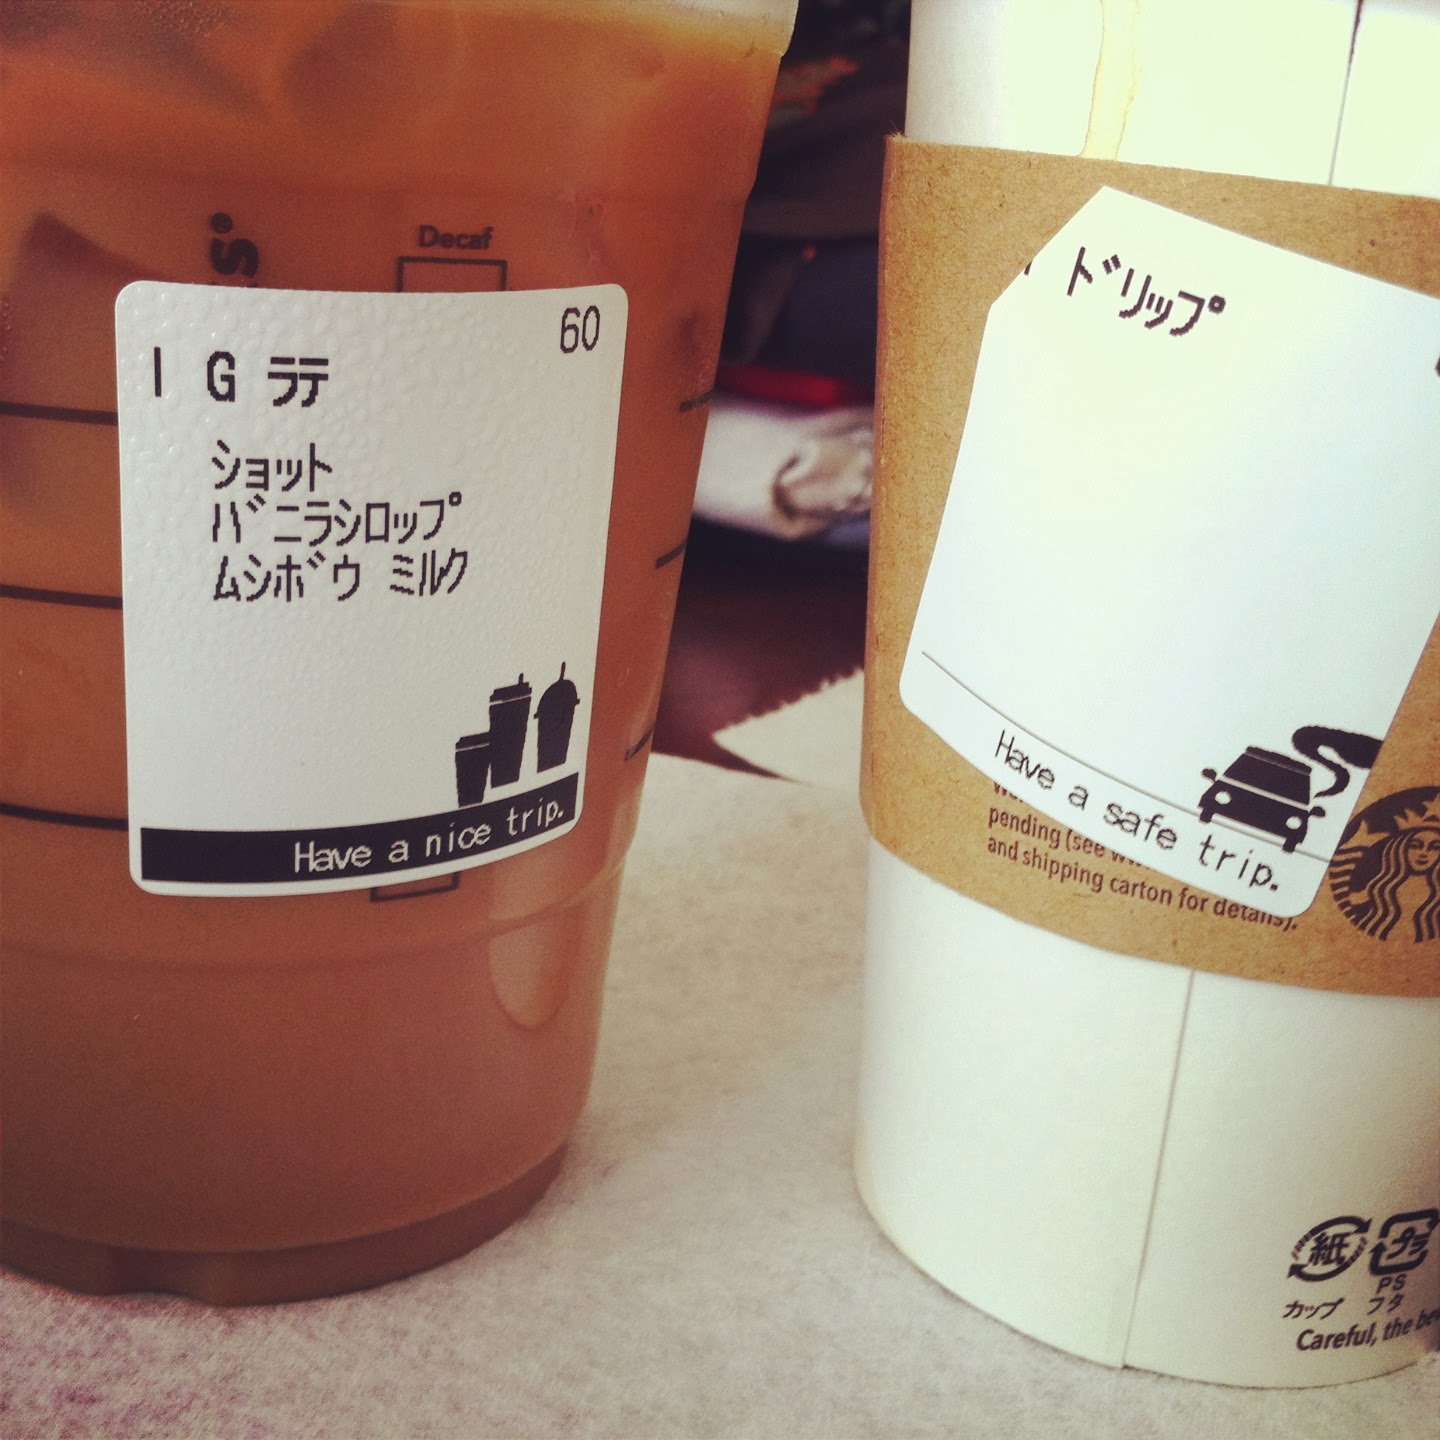 Decaf
60
I G ラテ
ショット
バニラシロップ
ムシボウ ミルク
Have a nice trip.
ドリップ
Have a safe trip.
pending (see
and shipping carton for details).
紙 プラ
PS
カップ フタ
Careful, the